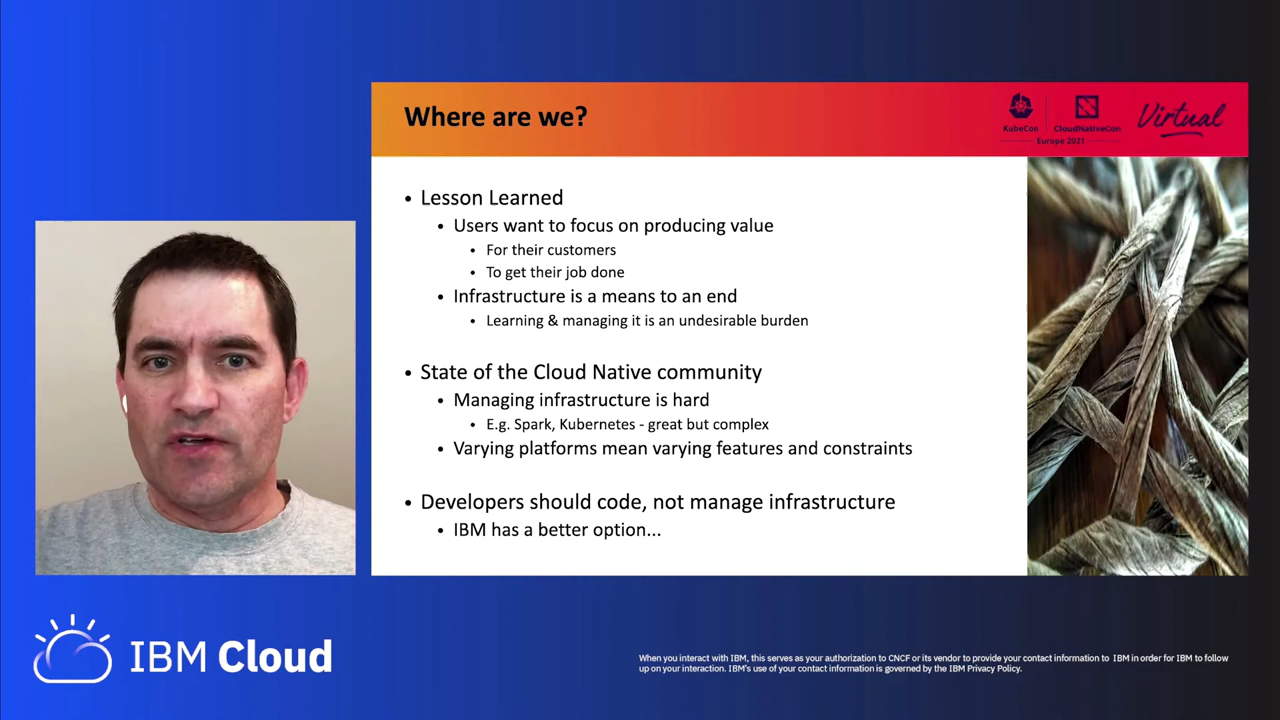 Where are we?
KubeCon
CloudNativeCon
Europe 2021
Virtual
• Lesson Learned
• Users want to focus on producing value
• For their customers
• To get their job done
• Infrastructure is a means to an end
• Learning & managing it is an undesirable burden
• State of the Cloud Native community
• Managing infrastructure is hard
• E.g. Spark, Kubernetes - great but complex
• Varying platforms mean varying features and constraints
• Developers should code, not manage infrastructure
• IBM has a better option...
IBM Cloud
When you interact with IBM, this serves as your authorization to CNCF or its vendor to provide your contact information to IBM in order for IBM to follow
up on your interaction. IBM's use of your contact information is governed by the IBM Privacy Policy.